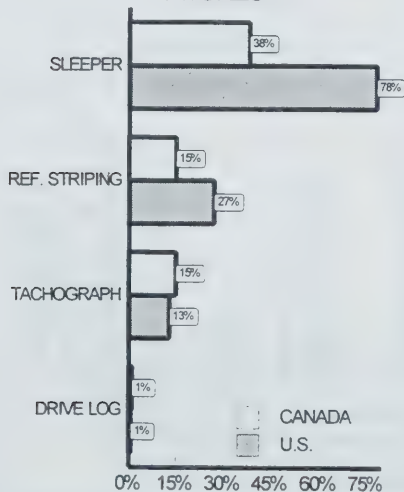 38%
SLEEPER
78%
15%
REF. STRIPING
27%
15%
TACHOGRAPH
13%
1%
DRIVE LOG
1%
CANADA
U.S.
0% 15% 30% 45% 60% 75%